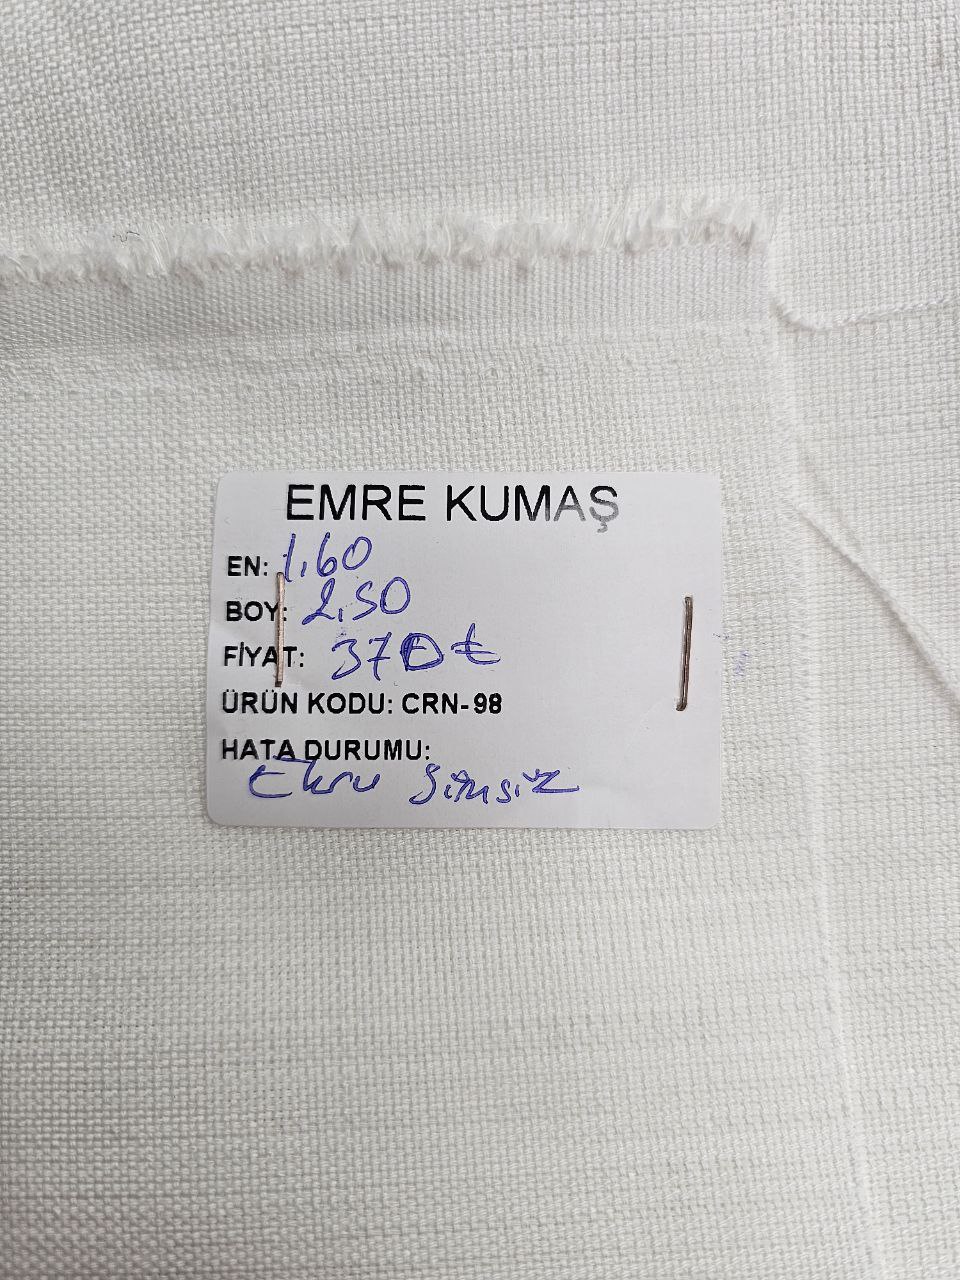 EMRE KUMAŞ
EN: 1,60
BOY: 2,50
FİYAT: 370 ₺
ÜRÜN KODU: CRN-98
HATA DURUMU:
Ekru Simsiz